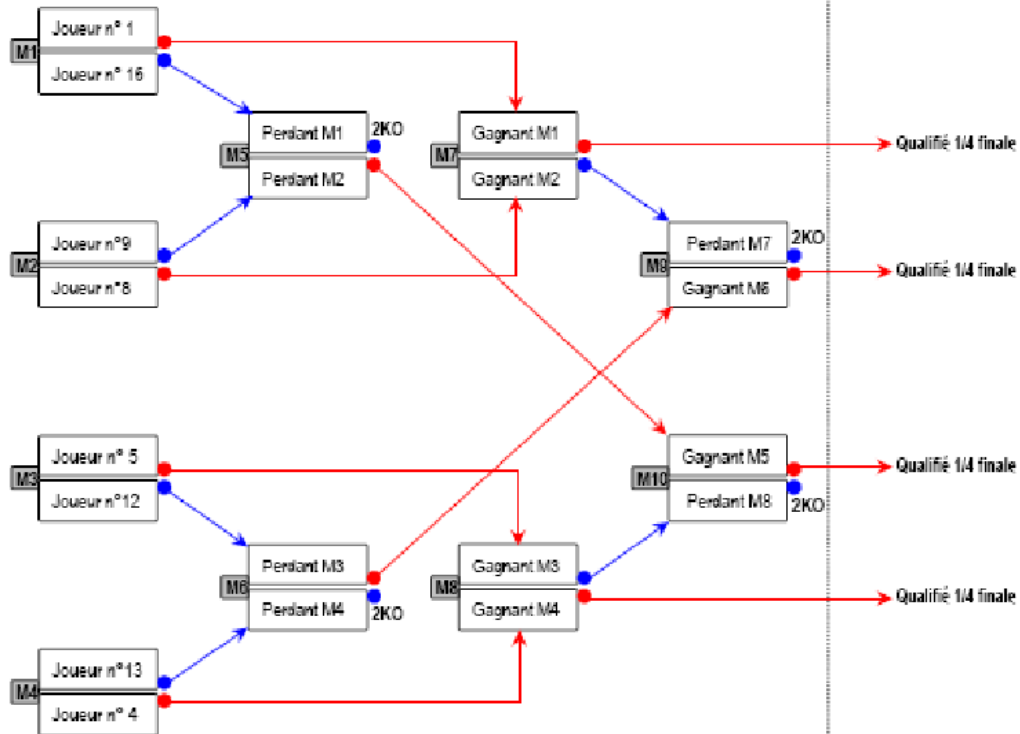 Joueur n° 1
M1
Joueur n° 16
Perdant M1
2KO
M5
Perdant M2
Gagnant M1
M7
Gagnant M2
Qualifié 1/4 finale
Joueur n°9
M2
Joueur n°8
Perdant M7
2KO
M9
Gagnant M6
Qualifié 1/4 finale
Joueur n° 5
M3
Joueur n°12
Gagnant M5
M10
Perdant M8
2KO
Qualifié 1/4 finale
Perdant M3
M6
Perdant M4
2KO
Gagnant M3
M8
Gagnant M4
Qualifié 1/4 finale
Joueur n°13
M4
Joueur n° 4